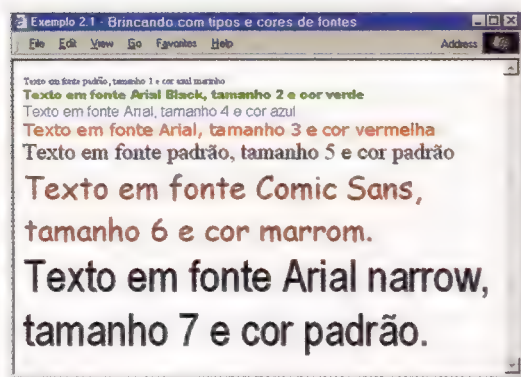 Exemplo 2.1 - Brincando com tipos e cores de fontes
File Edit View Go Favorites Help Address
Texto em fonte padrão, tamanho 1 e cor azul marinho
Texto em fonte Arial Black, tamanho 2 e cor verde
Texto em fonte Arial, tamanho 4 e cor azul
Texto em fonte Arial, tamanho 3 e cor vermelha
Texto em fonte padrão, tamanho 5 e cor padrão
Texto em fonte Comic Sans,
tamanho 6 e cor marrom.
Texto em fonte Arial narrow,
tamanho 7 e cor padrão.